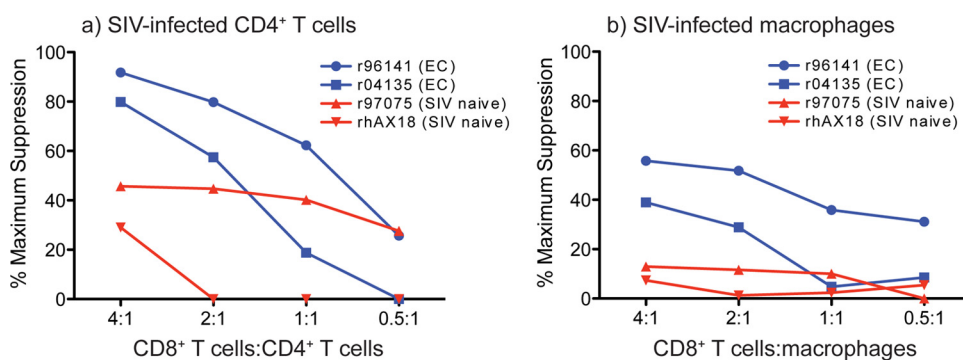 a) SIV-infected CD4⁺ T cells
% Maximum Suppression
100
80
60
40
20
0
r96141 (EC)
r04135 (EC)
r97075 (SIV naive)
rhAX18 (SIV naive)
4:1 2:1 1:1 0.5:1
CD8⁺ T cells:CD4⁺ T cells
b) SIV-infected macrophages
% Maximum Suppression
100
80
60
40
20
0
r96141 (EC)
r04135 (EC)
r97075 (SIV naive)
rhAX18 (SIV naive)
4:1 2:1 1:1 0.5:1
CD8⁺ T cells:macrophages